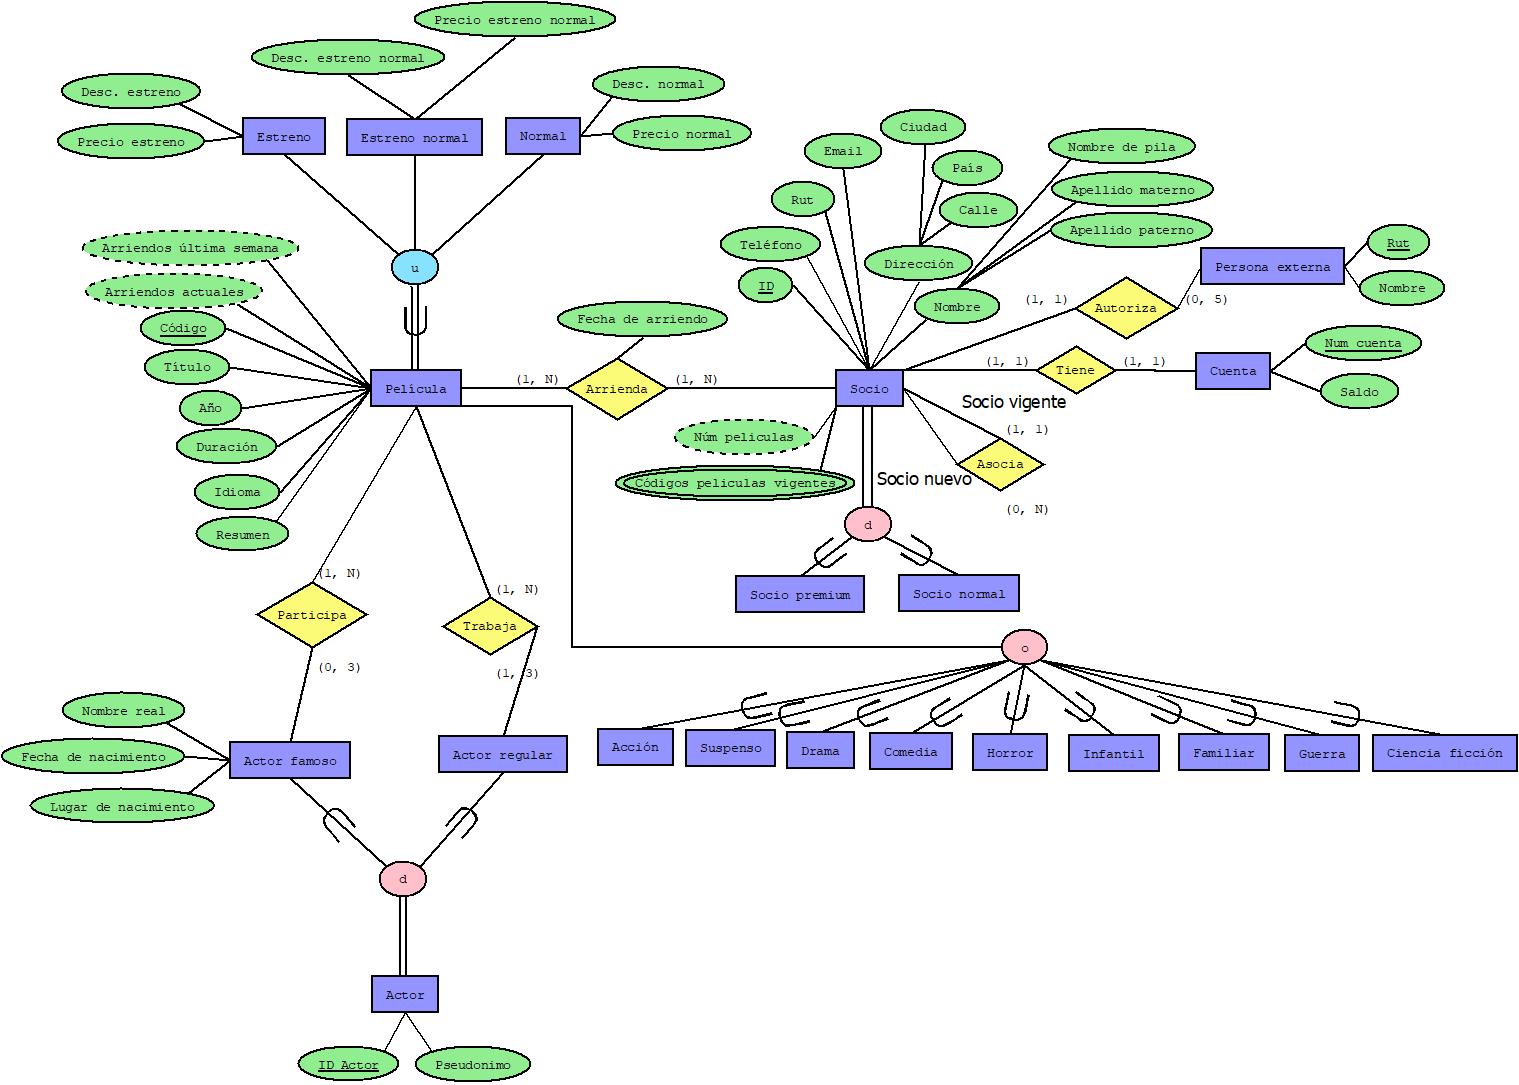 Precio estreno normal
Desc. estreno normal
Desc. normal
Desc. estreno
Precio estreno
Estreno
Estreno normal
Normal
Precio normal
Ciudad
Email
País
Nombre de pila
Rut
Calle
Apellido materno
Apellido paterno
Teléfono
Dirección
ID
Nombre
Rut
Persona externa
Nombre
(1, 1)
Autoriza
(0, 5)
Arriendos última semana
u
Arriendos actuales
Código
Título
Año
Duración
Idioma
Resumen
Fecha de arriendo
Película
(1, N)
Arrienda
(1, N)
Socio
(1, 1)
Tiene
(1, 1)
Cuenta
Num cuenta
Saldo
Socio vigente
(1, 1)
Núm peliculas
Asocia
Códigos peliculas vigentes
Socio nuevo
(0, N)
d
Socio premium
Socio normal
(1, N)
Participa
(0, 3)
(1, N)
Trabaja
(1, 3)
o
Acción
Suspenso
Drama
Comedia
Horror
Infantil
Familiar
Guerra
Ciencia ficción
Nombre real
Fecha de nacimiento
Lugar de nacimiento
Actor famoso
Actor regular
d
Actor
ID Actor
Pseudonimo